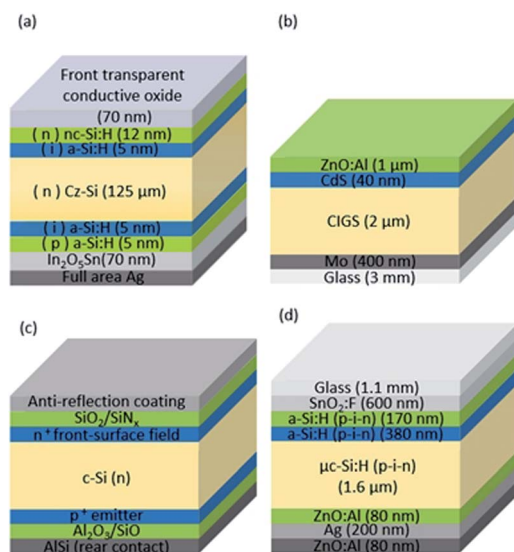 (a)
Front transparent
conductive oxide
(70 nm)
(n) nc-Si:H (12 nm)
(i) a-Si:H (5 nm)
(n) Cz-Si (125 µm)
(i) a-Si:H (5 nm)
(p) a-Si:H (5 nm)
In₂O₅Sn(70 nm)
Full area Ag
(b)
ZnO:Al (1 µm)
CdS (40 nm)
CIGS (2 µm)
Mo (400 nm)
Glass (3 mm)
(c)
Anti-reflection coating
SiO₂/SiNₓ
n⁺front-surface field
c-Si (n)
p⁺ emitter
Al₂O₃/SiO
AlSi (rear contact)
(d)
Glass (1.1 mm)
SnO₂:F (600 nm)
a-Si:H (p-i-n) (170 nm)
a-Si:H (p-i-n) (380 nm)
µc-Si:H (p-i-n)
(1.6 µm)
ZnO:Al (80 nm)
Ag (200 nm)
ZnO:Al (80 nm)